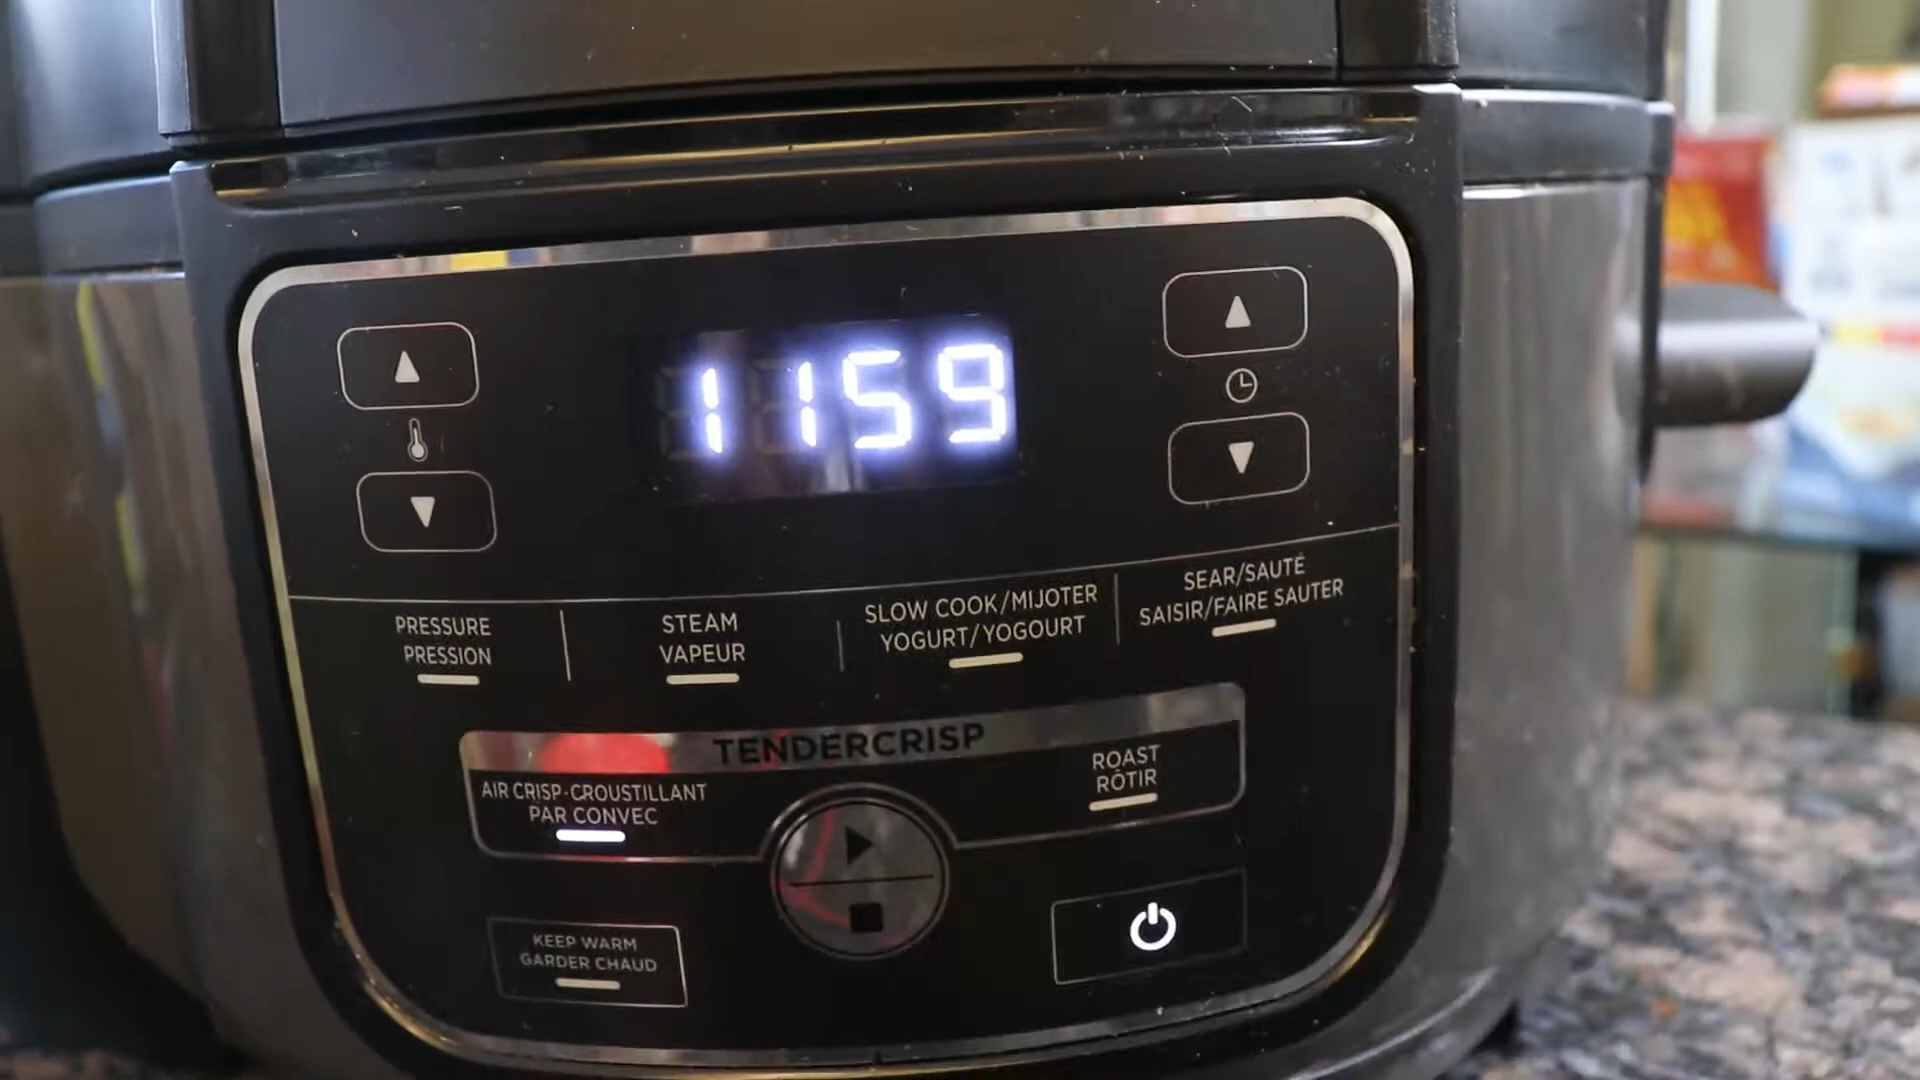 1159
PRESSURE
PRESSION
STEAM
VAPEUR
SLOW COOK/MIJOTER
YOGURT/YOGOURT
SEAR/SAUTÉ
SAISIR/FAIRE SAUTER
TENDERCRISP
AIR CRISP-CROUSTILLANT
PAR CONVEC
ROAST
RÔTIR
KEEP WARM
GARDER CHAUD